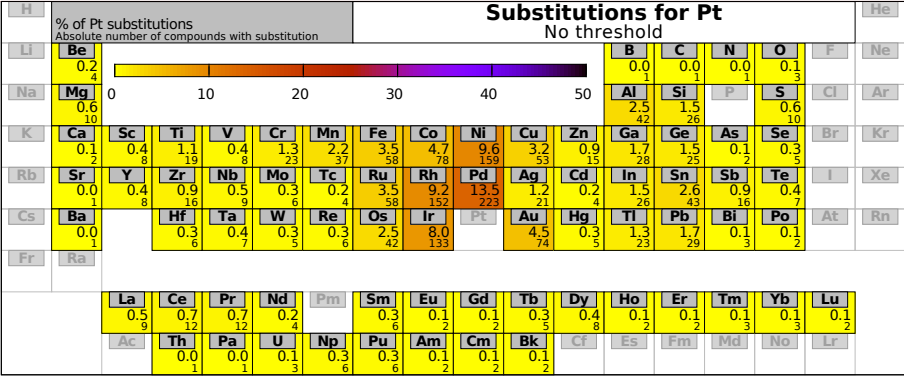 H % of Pt substitutions Substitutions for Pt He
Absolute number of compounds with substitution No threshold
Li Be B C N O F Ne
0.2 0.0 0.0 0.0 0.1
4 1 1 1 3
0 10 20 30 40 50
Na Mg Al Si P S Cl Ar
0.6 2.5 1.5 0.6
10 42 26 10
K Ca Sc Ti V Cr Mn Fe Co Ni Cu Zn Ga Ge As Se Br Kr
0.1 0.4 1.1 0.4 1.3 2.2 3.5 4.7 9.6 3.2 0.9 1.7 1.5 0.1 0.3
2 8 19 8 23 37 58 78 159 53 15 28 25 2 5
Rb Sr Y Zr Nb Mo Tc Ru Rh Pd Ag Cd In Sn Sb Te I Xe
0.0 0.4 0.9 0.5 0.3 0.2 3.5 9.2 13.5 1.2 0.2 1.5 2.6 0.9 0.4
1 8 16 9 6 4 58 152 223 21 4 26 43 16 7
Cs Ba Hf Ta W Re Os Ir Pt Au Hg Tl Pb Bi Po At Rn
0.0 0.3 0.4 0.3 0.3 2.5 8.0 4.5 0.3 1.3 1.7 0.1 0.1
1 6 7 5 6 42 133 74 5 23 29 3 2
Fr Ra
La Ce Pr Nd Pm Sm Eu Gd Tb Dy Ho Er Tm Yb Lu
0.5 0.7 0.7 0.2 0.3 0.1 0.1 0.3 0.4 0.1 0.1 0.1 0.1 0.1
9 12 12 4 6 2 2 5 8 2 2 3 3 2
Ac Th Pa U Np Pu Am Cm Bk Cf Es Fm Md No Lr
0.0 0.0 0.1 0.3 0.3 0.1 0.1 0.1
1 1 3 6 6 2 2 2